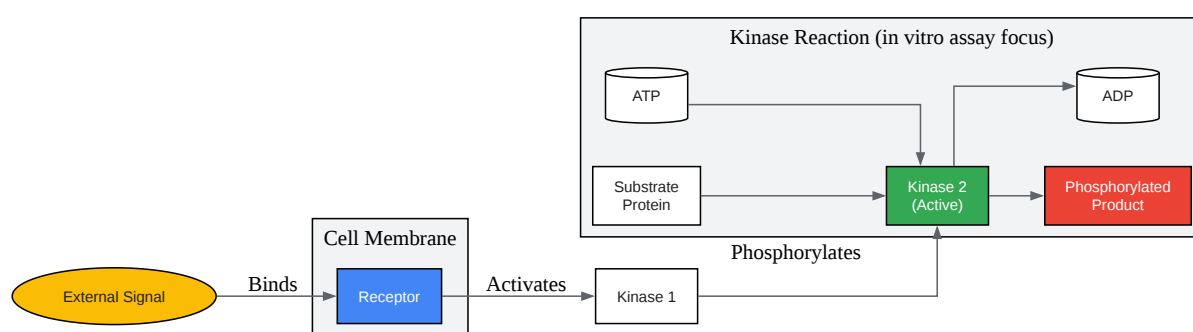 Kinase Reaction (in vitro assay focus)
ATP
ADP
Substrate
Protein
Kinase 2
(Active)
Phosphorylated
Product
Cell Membrane
Phosphorylates
External Signal
Binds
Receptor
Activates
Kinase 1